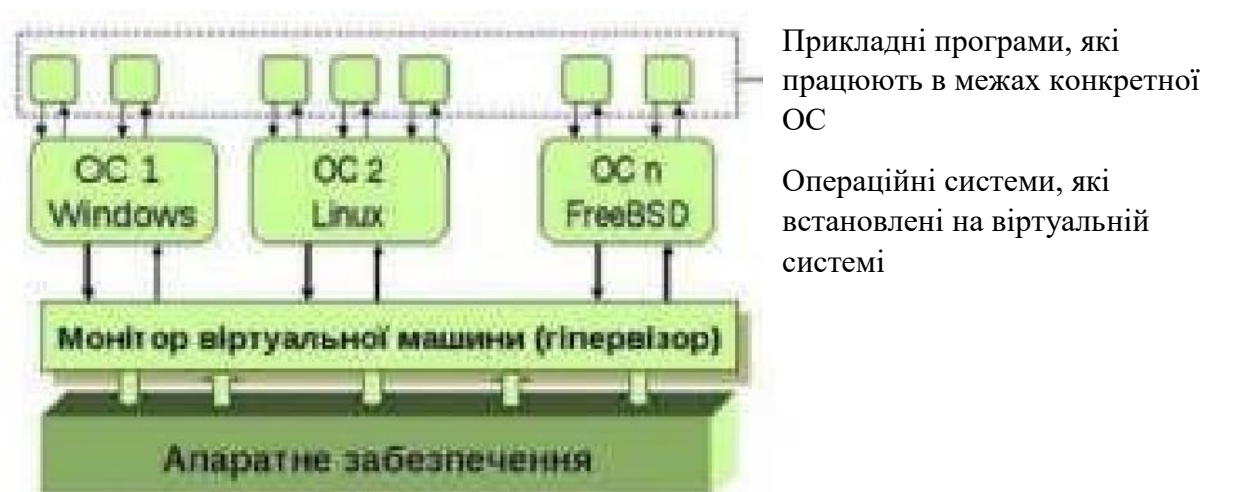 Прикладні програми, які
працюють в межах конкретної
ОС
ОС 1
Windows
ОС 2
Linux
ОС n
FreeBSD
Операційні системи, які
встановлені на віртуальній
системі
Монітор віртуальної машини (гіпервізор)
Апаратне забезпечення